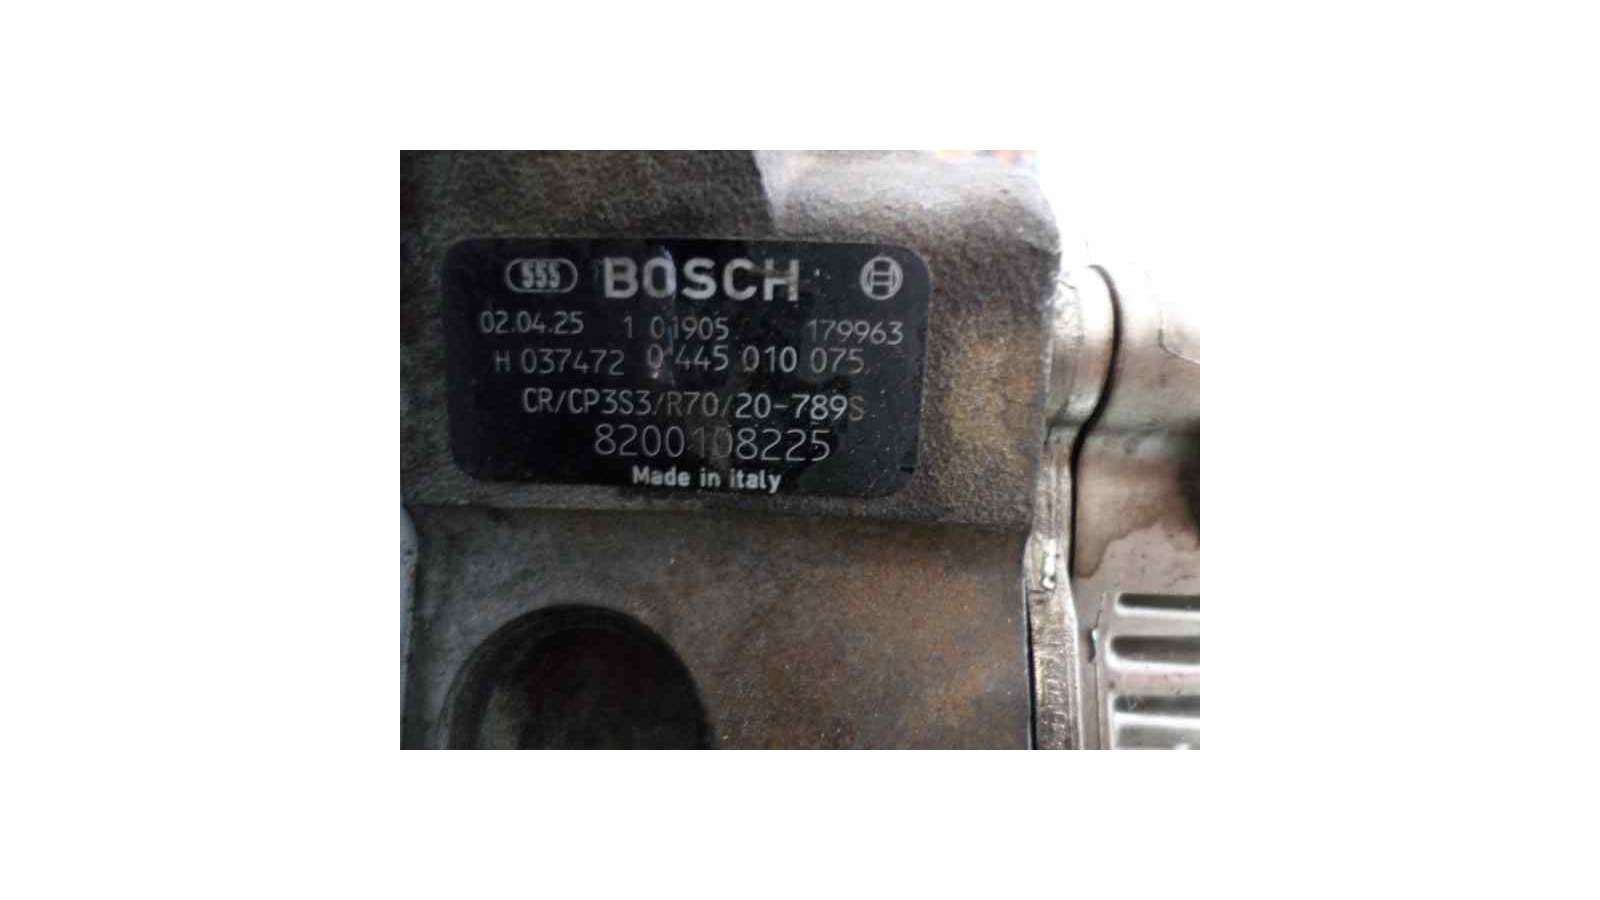 555 BOSCH
02.04.25 1 01905 179963
H 037472 0 445 010 075
CR/CP3S3/R70/20-789S
8200108225
Made in italy